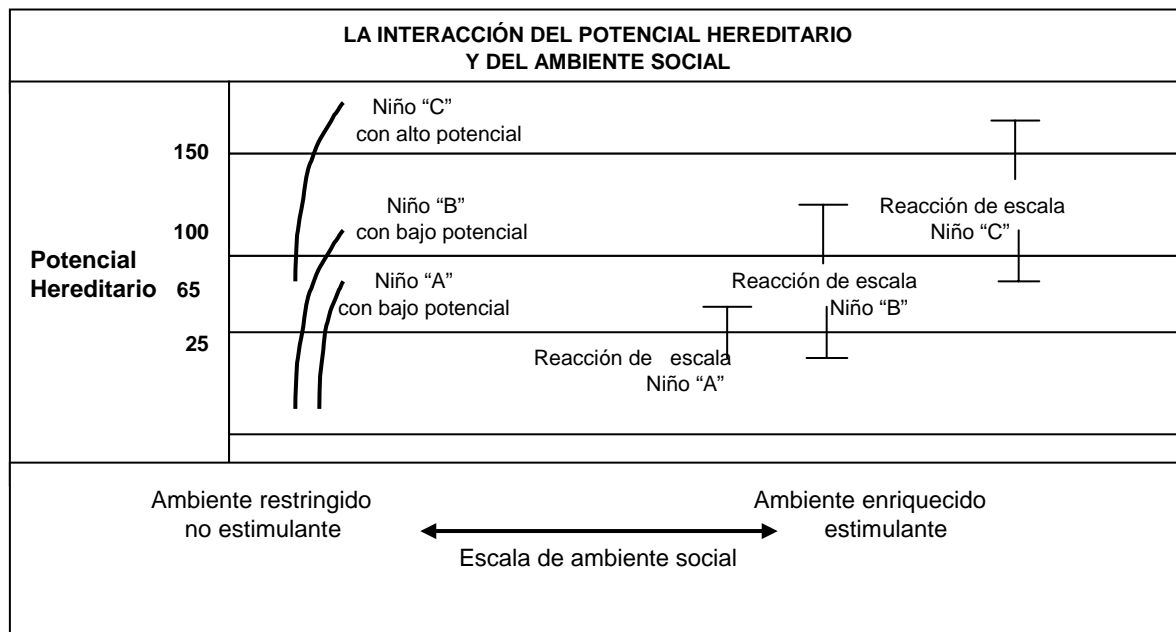 LA INTERACCIÓN DEL POTENCIAL HEREDITARIO
Y DEL AMBIENTE SOCIAL
Niño “C”
con alto potencial
150
Niño “B”
con bajo potencial
100
Reacción de escala
Niño “C”
Potencial
Hereditario
65
Niño “A”
con bajo potencial
Reacción de escala
Niño “B”
25
Reacción de escala
Niño “A”
Ambiente restringido
no estimulante
Ambiente enriquecido
estimulante
Escala de ambiente social